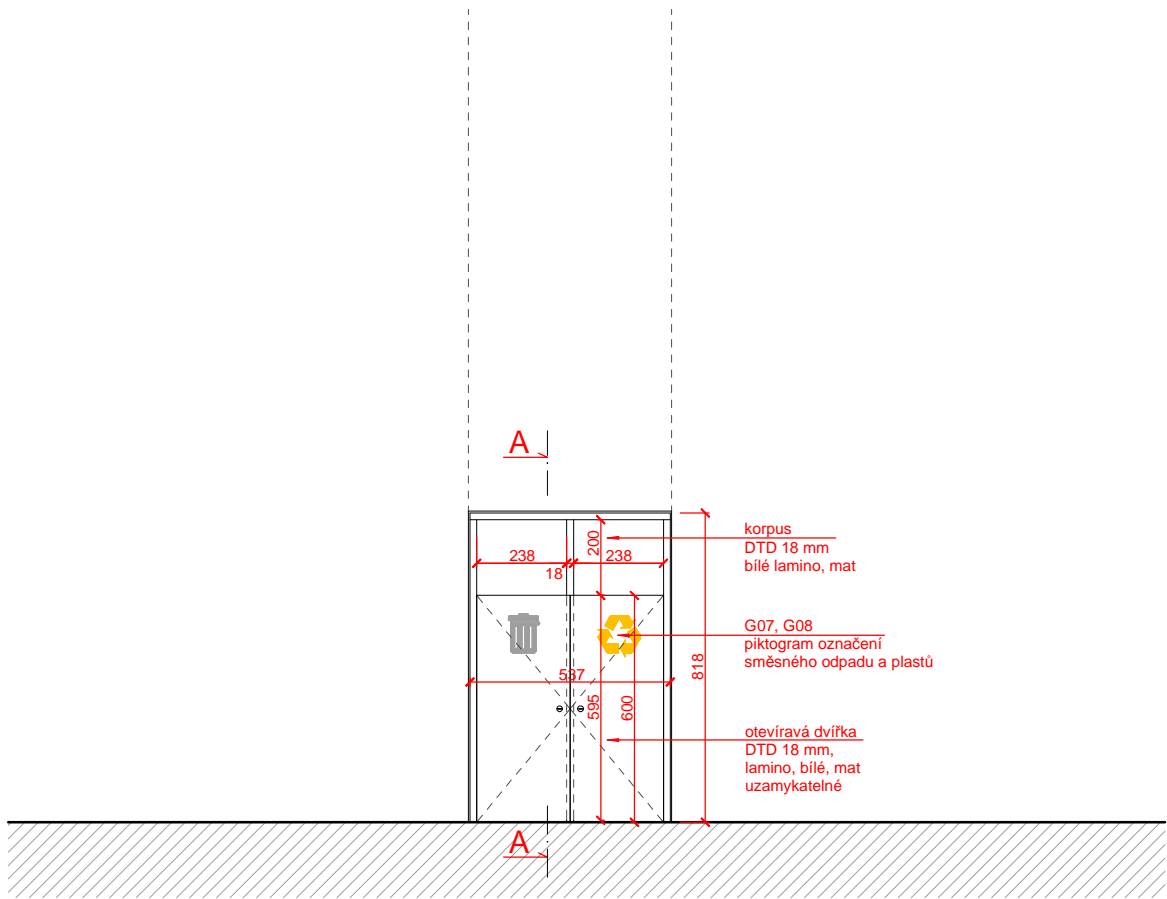 A
korpus
DTD 18 mm
bílé lamino, mat
200
238
238
18
G07, G08
piktogram označení
směsného odpadu a plastů
818
537
595
600
otevíravá dvířka
DTD 18 mm,
lamino, bílé, mat
uzamykatelné
A